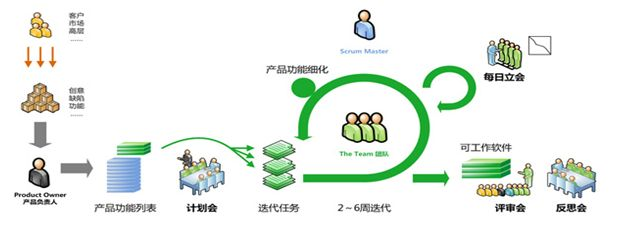 客户
市场
高层
......
创意
缺陷
功能
......
Product Owner
产品负责人
产品功能列表
计划会
迭代任务
产品功能细化
Scrum Master
The Team 团队
2～6周迭代
每日立会
可工作软件
评审会
反思会